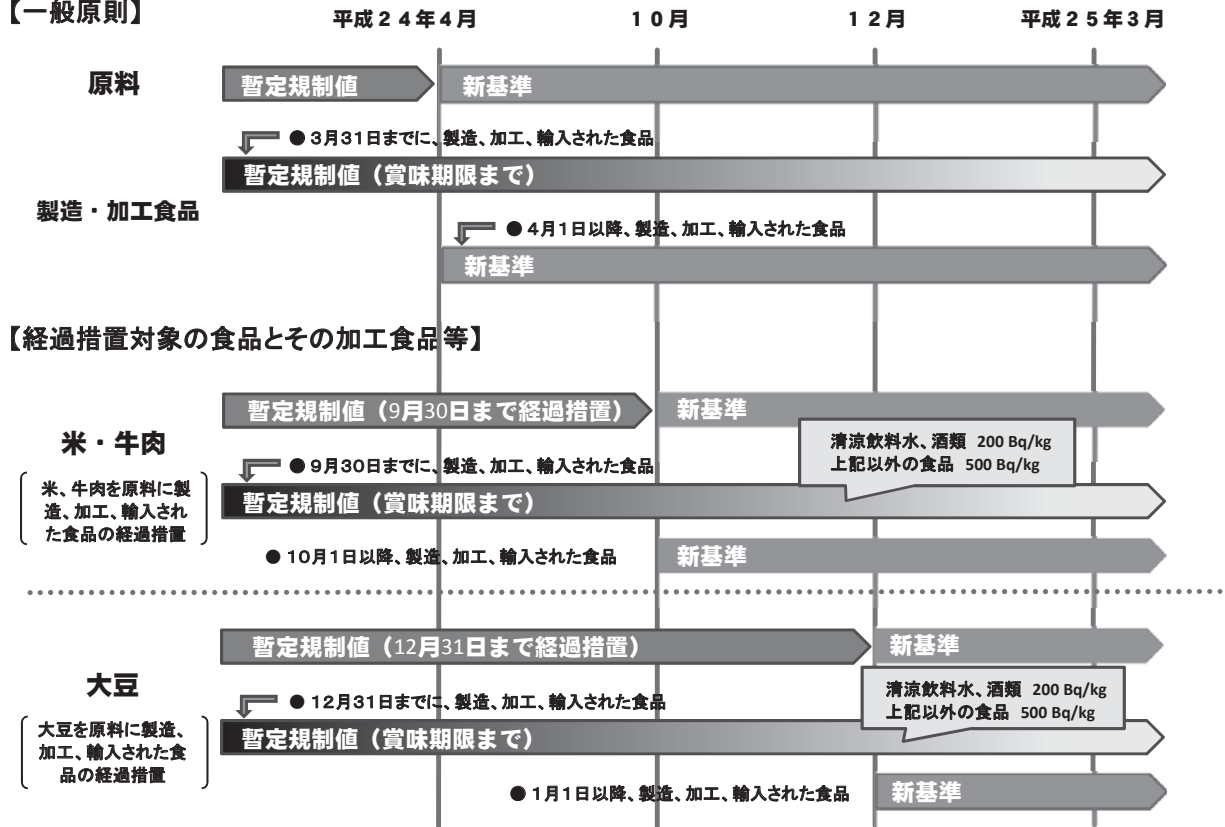 【一般原則】
平成24年4月
10月
12月
平成25年3月
原料
暫定規制値
新基準
● 3月31日までに、製造、加工、輸入された食品
暫定規制値（賞味期限まで）
製造・加工食品
● 4月1日以降、製造、加工、輸入された食品
新基準
【経過措置対象の食品とその加工食品等】
暫定規制値（9月30日まで経過措置）
新基準
米・牛肉
清涼飲料水、酒類 200 Bq/kg
上記以外の食品 500 Bq/kg
● 9月30日までに、製造、加工、輸入された食品
米、牛肉を原料に製
造、加工、輸入され
た食品の経過措置
暫定規制値（賞味期限まで）
● 10月1日以降、製造、加工、輸入された食品
新基準
暫定規制値（12月31日まで経過措置）
新基準
大豆
清涼飲料水、酒類 200 Bq/kg
上記以外の食品 500 Bq/kg
● 12月31日までに、製造、加工、輸入された食品
大豆を原料に製造、
加工、輸入された食
品の経過措置
暫定規制値（賞味期限まで）
● 1月1日以降、製造、加工、輸入された食品
新基準